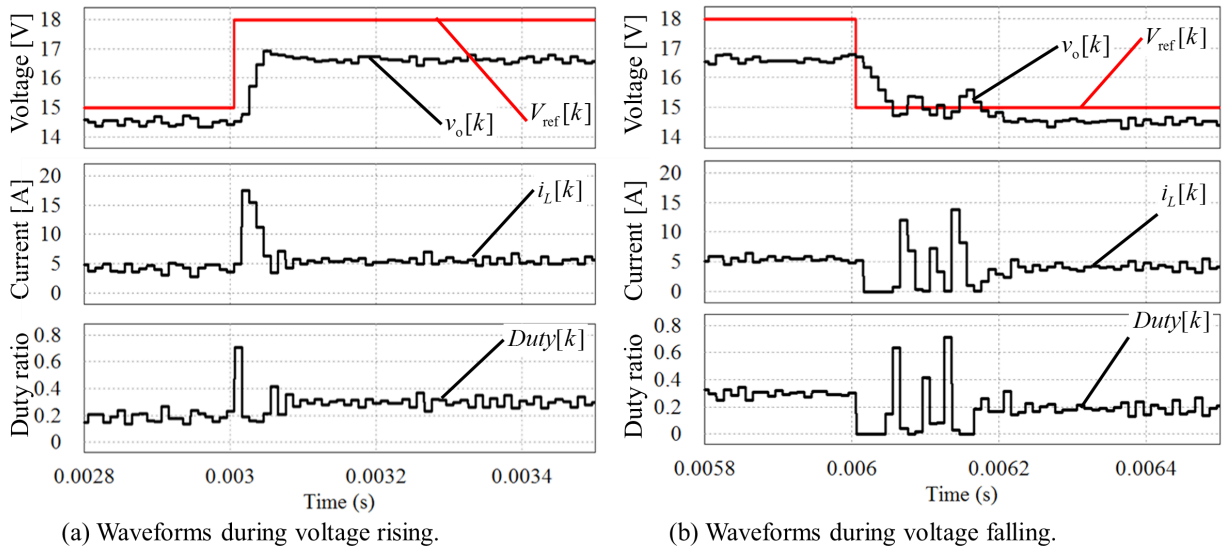 Voltage [V]
18
17
16
15
14
vo[k]
Vref[k]
Current [A]
20
15
10
5
0
iL[k]
Duty ratio
0.8
0.6
0.4
0.2
0
Duty[k]
0.0028
0.003
0.0032
0.0034
Time (s)
(a) Waveforms during voltage rising.
Voltage [V]
18
17
16
15
14
vo[k]
Vref[k]
Current [A]
20
15
10
5
0
iL[k]
Duty ratio
0.8
0.6
0.4
0.2
0
Duty[k]
0.0058
0.006
0.0062
0.0064
Time (s)
(b) Waveforms during voltage falling.